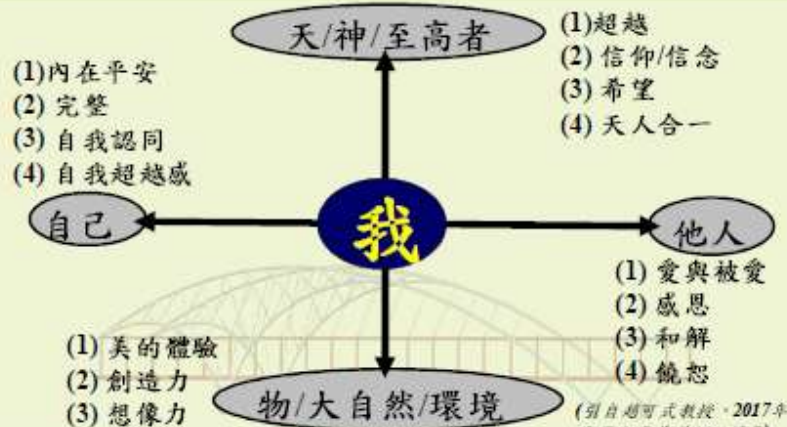 天/神/至高者
(1)超越
(2) 信仰/信念
(3) 希望
(4) 天人合一
(1)內在平安
(2) 完整
(3) 自我認同
(4) 自我超越感
自己
我
他人
(1) 愛與被愛
(2) 感恩
(3) 和解
(4) 饒恕
(1) 美的體驗
(2) 創造力
(3) 想像力
物/大自然/環境
(引自趙可式教授,2017年